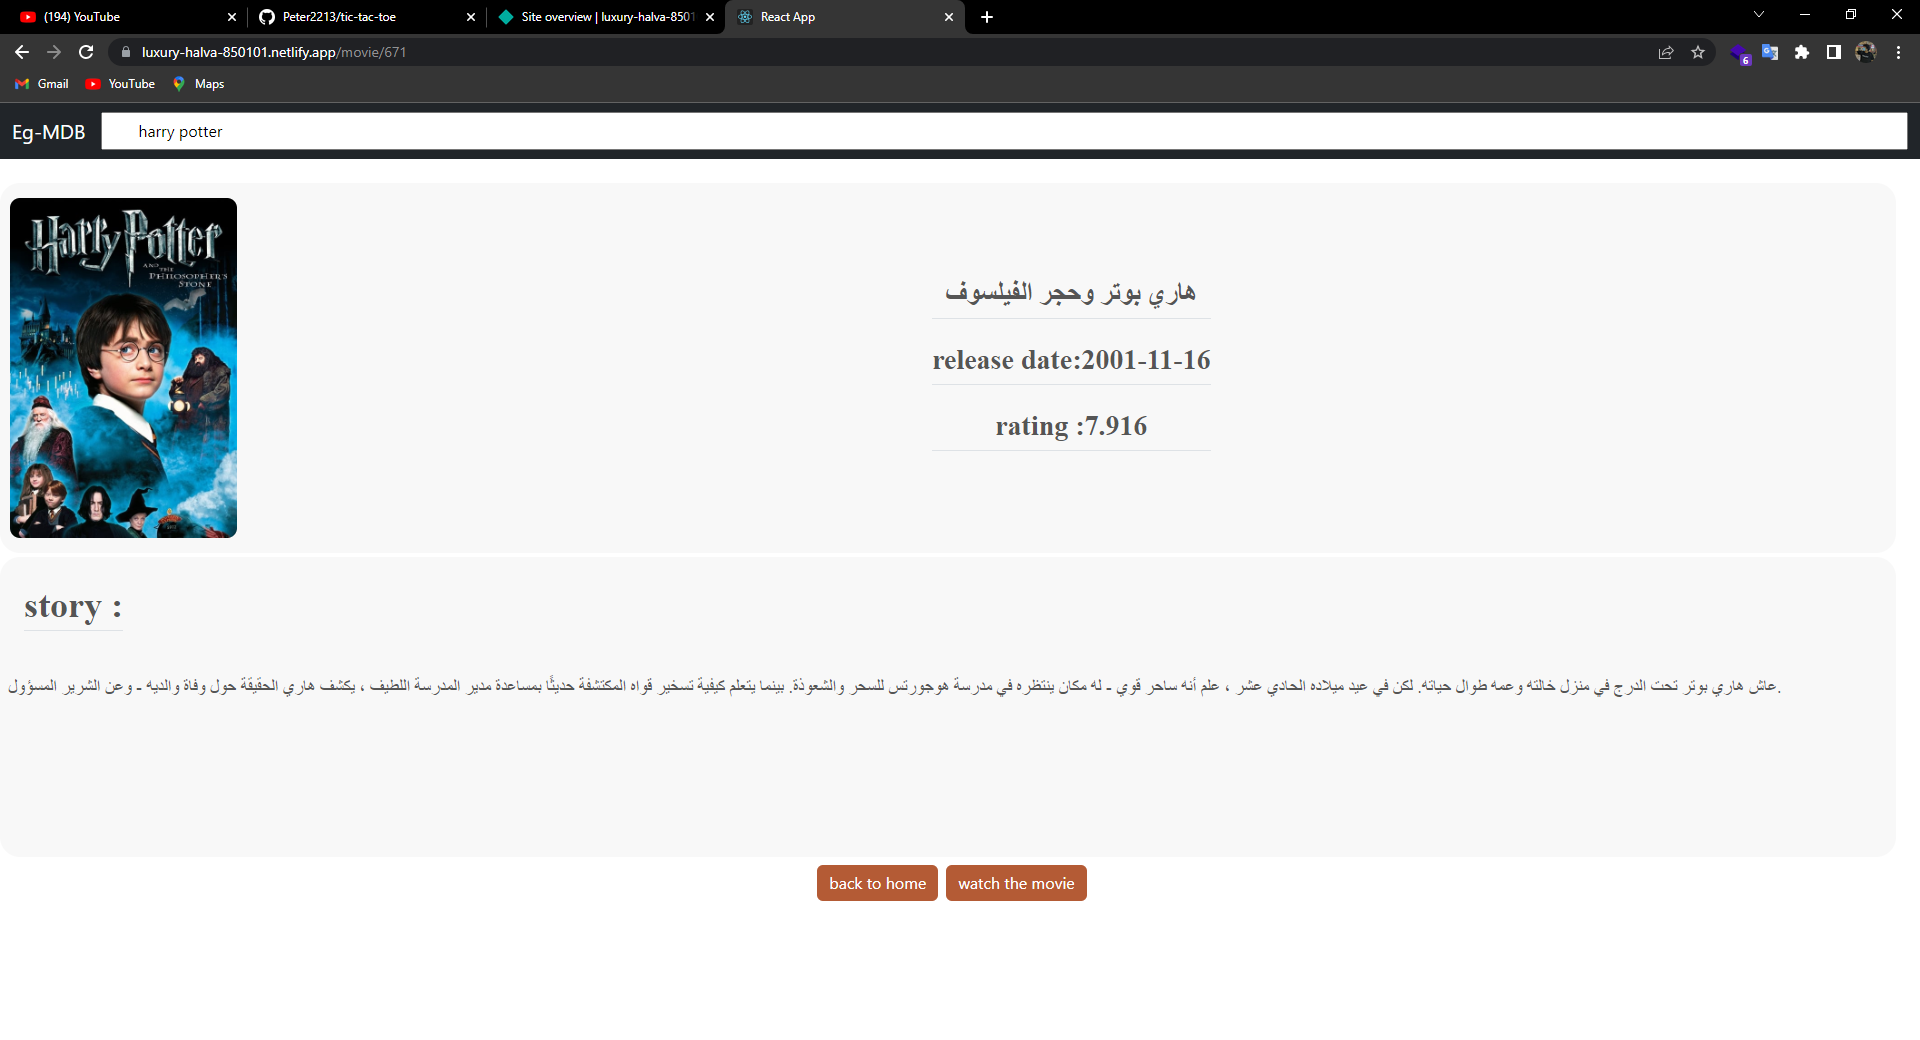 (194) YouTube
Peter2213/tic-tac-toe
Site overview | luxury-halva-8501
React App
luxury-halva-850101.netlify.app/movie/671
6
Gmail
YouTube
Maps
Eg-MDB
harry potter
Harry Potter
AND THE
PHILOSOPHER'S
STONE
هاري بوتر وحجر الفيلسوف
release date:2001-11-16
rating :7.916
story :
عاش هاري بوتر تحت الدرج في منزل خالته وعمه طوال حياته. لكن في عيد ميلاده الحادي عشر ، علم أنه ساحر قوي ـ له مكان ينتظره في مدرسة هوجورتس للسحر والشعوذة. بينما يتعلم كيفية تسخير قواه المكتشفة حديثًا بمساعدة مدير المدرسة اللطيف ، يكشف هاري الحقيقة حول وفاة والديه ـ وعن الشرير المسؤول.
back to home
watch the movie